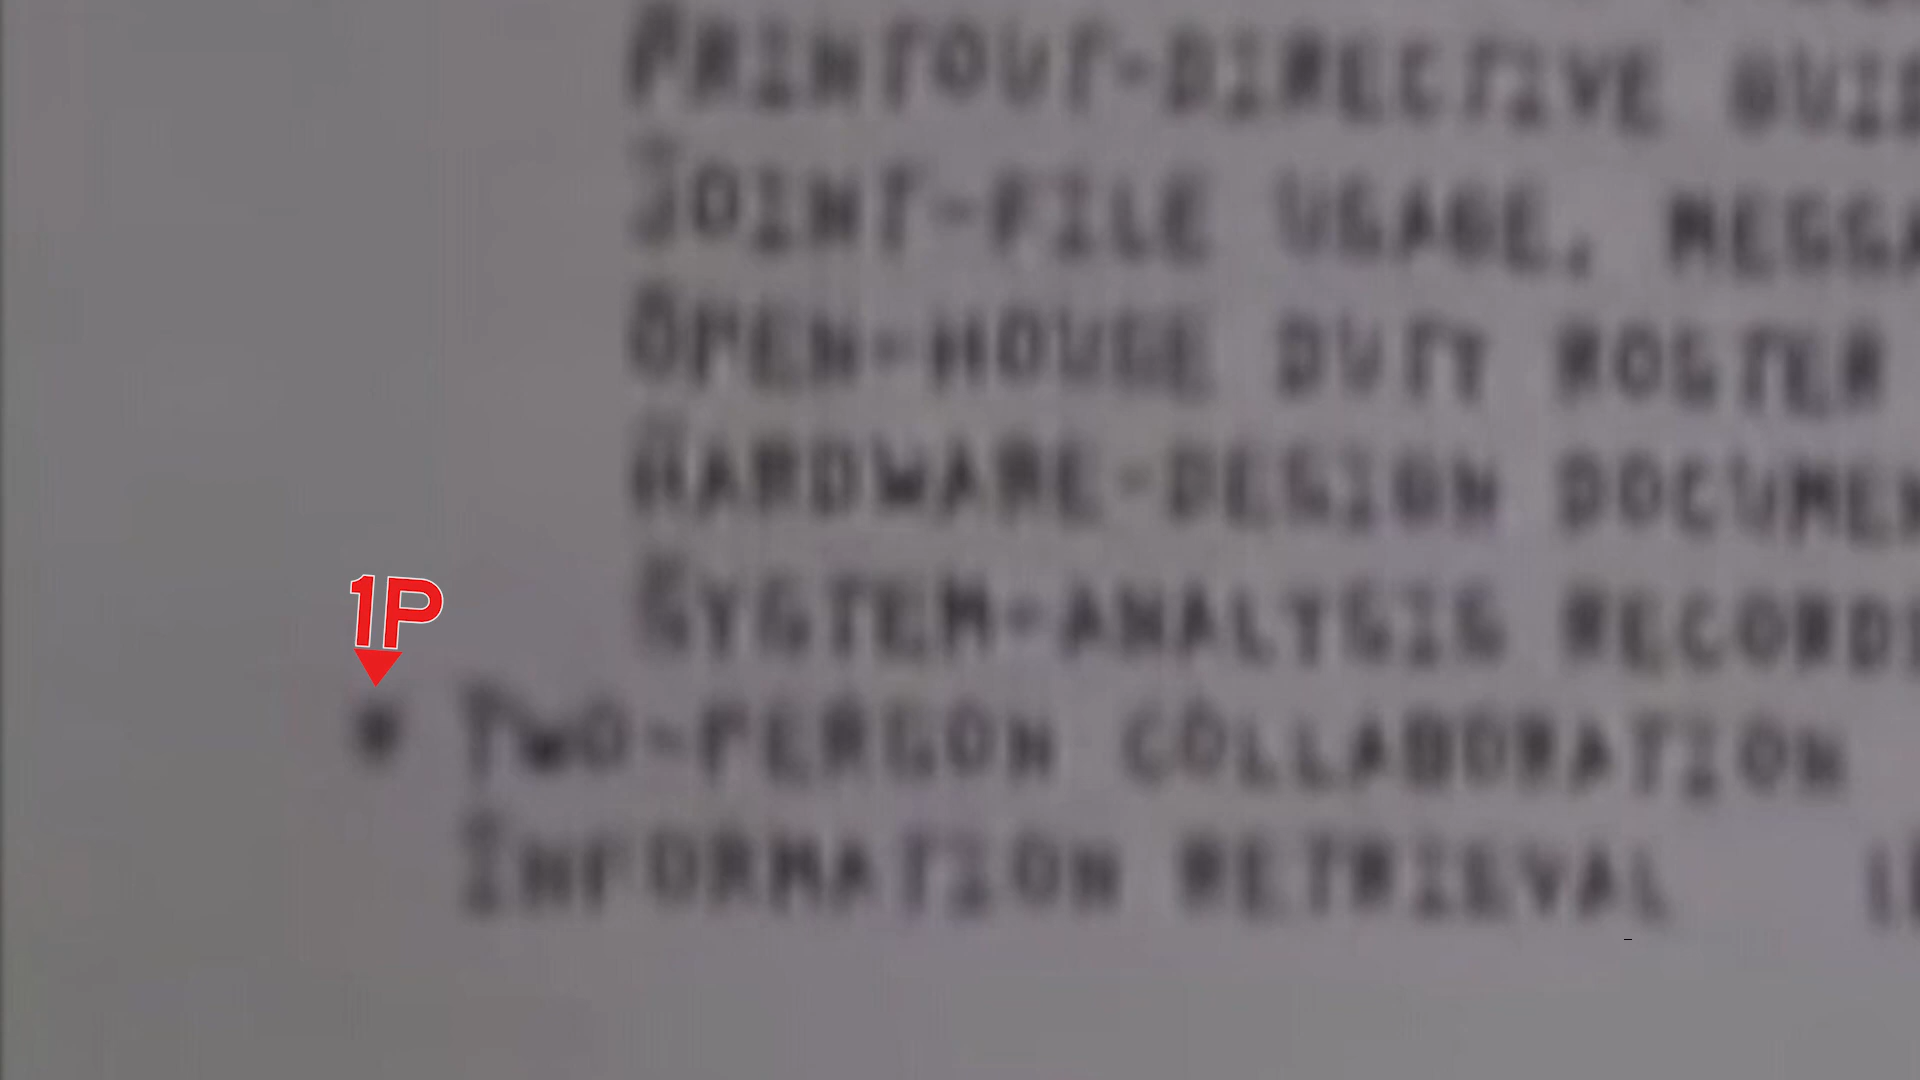 PRINTOUT-DIRECTIVE
JOINT-FILE USAGE,
OPEN-HOUSE DUTY ROSTER
HARDWARE-DESIGN
SYSTEM-ANALYSIS RECORDS
1P
• TWO-PERSON COLLABORATION
INFORMATION RETRIEVAL